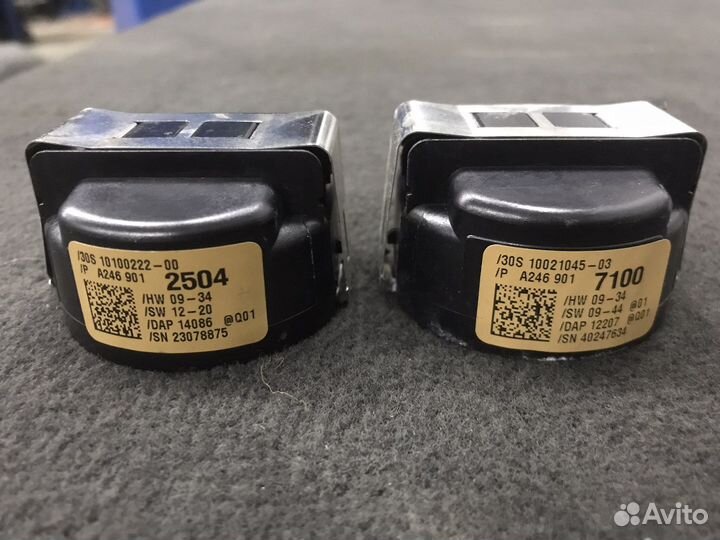 /30S 10100222-00
/P A246 901 2504
/HW 09-34
/SW 12-20
/DAP 14086 @Q01
/SN 23078875
/30S 10021045-03
/P A246 901 7100
/HW 09-34
/SW 09-44 @01
/DAP 12207 @Q01
/SN 40247634
Avito